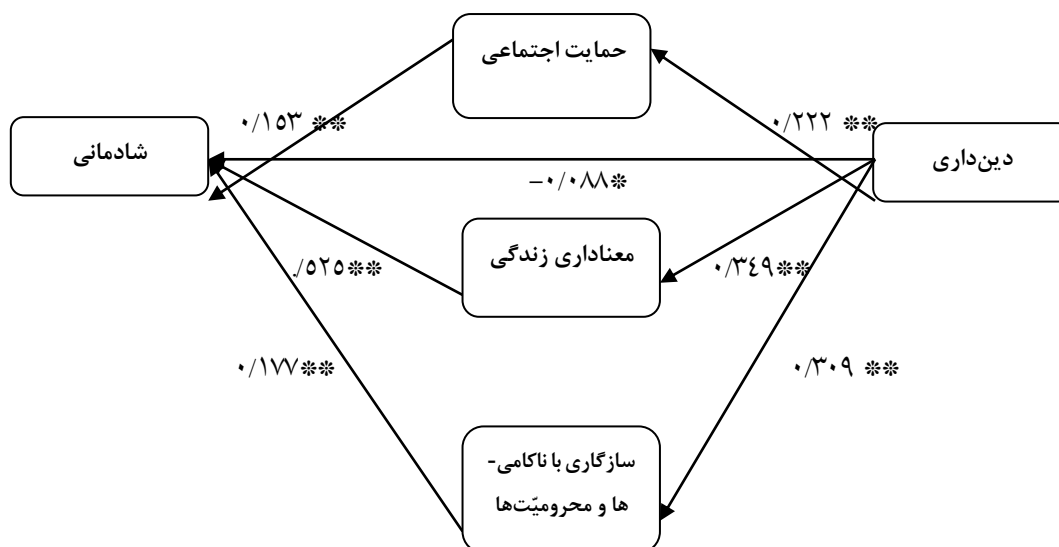 حمایت اجتماعی
۰/۱۵۳ **
۰/۲۲۲ **
شادمانی
دین‌داری
-۰/۰۸۸*
معناداری زندگی
./۵۲۵**
۰/۳٤۹**
۰/۱۷۷**
۰/۳۰۹ **
سازگاری با ناکامی-
ها و محرومیّت‌ها